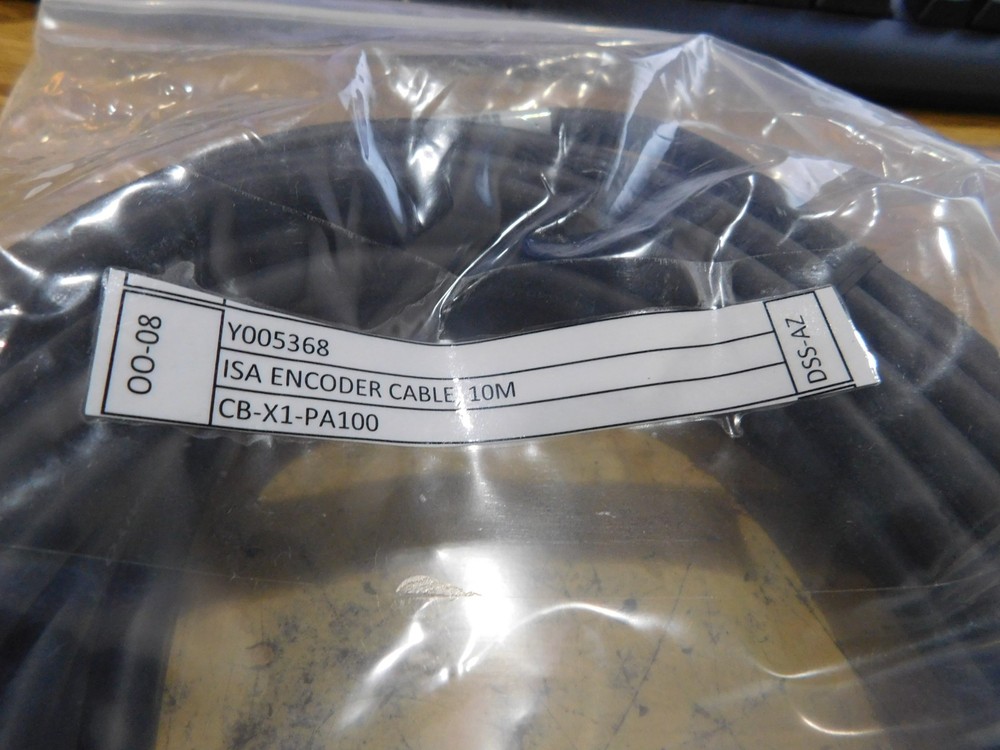 OO-08
Y005368
ISA ENCODER CABLE, 10M
CB-X1-PA100
DSS-AZ